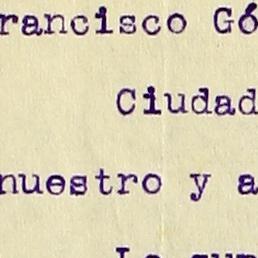 rancisco Gó
Ciudad
nuestro y a